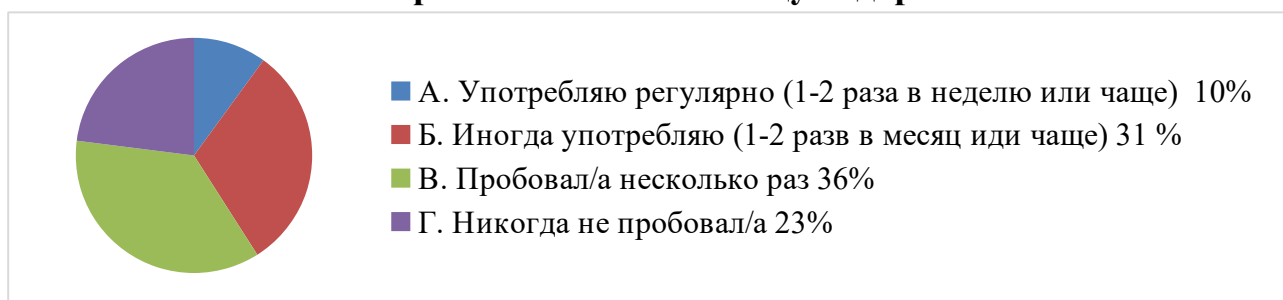 А. Употребляю регулярно (1-2 раза в неделю или чаще) 10%
Б. Иногда употребляю (1-2 разв в месяц иди чаще) 31 %
В. Пробовал/а несколько раз 36%
Г. Никогда не пробовал/а 23%